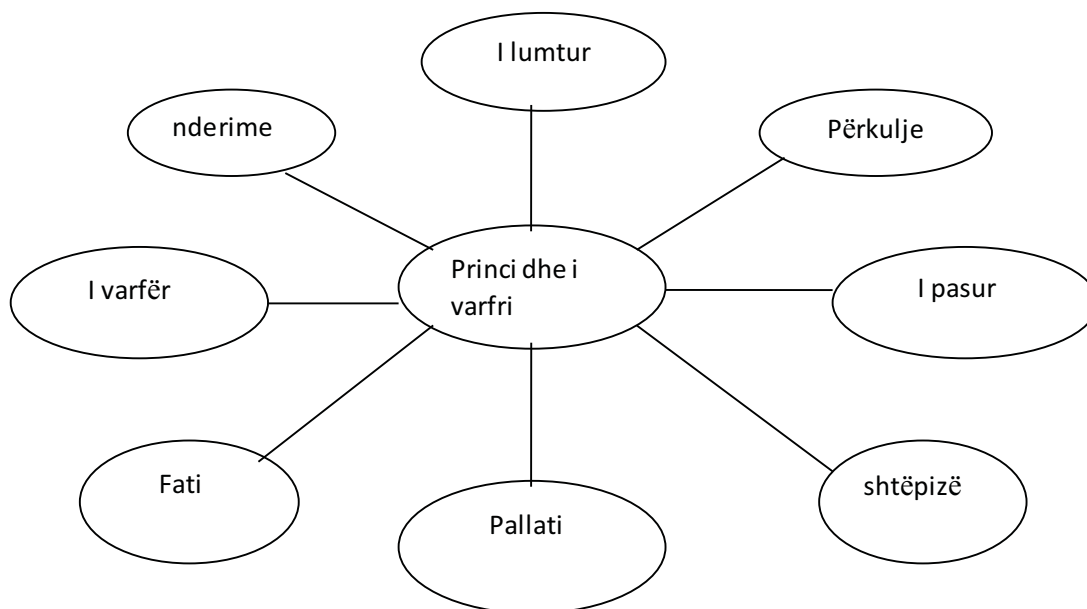 I lumtur
nderime
Përkulje
Princi dhe i
varfri
I varfër
I pasur
Fati
Pallati
shtëpizë